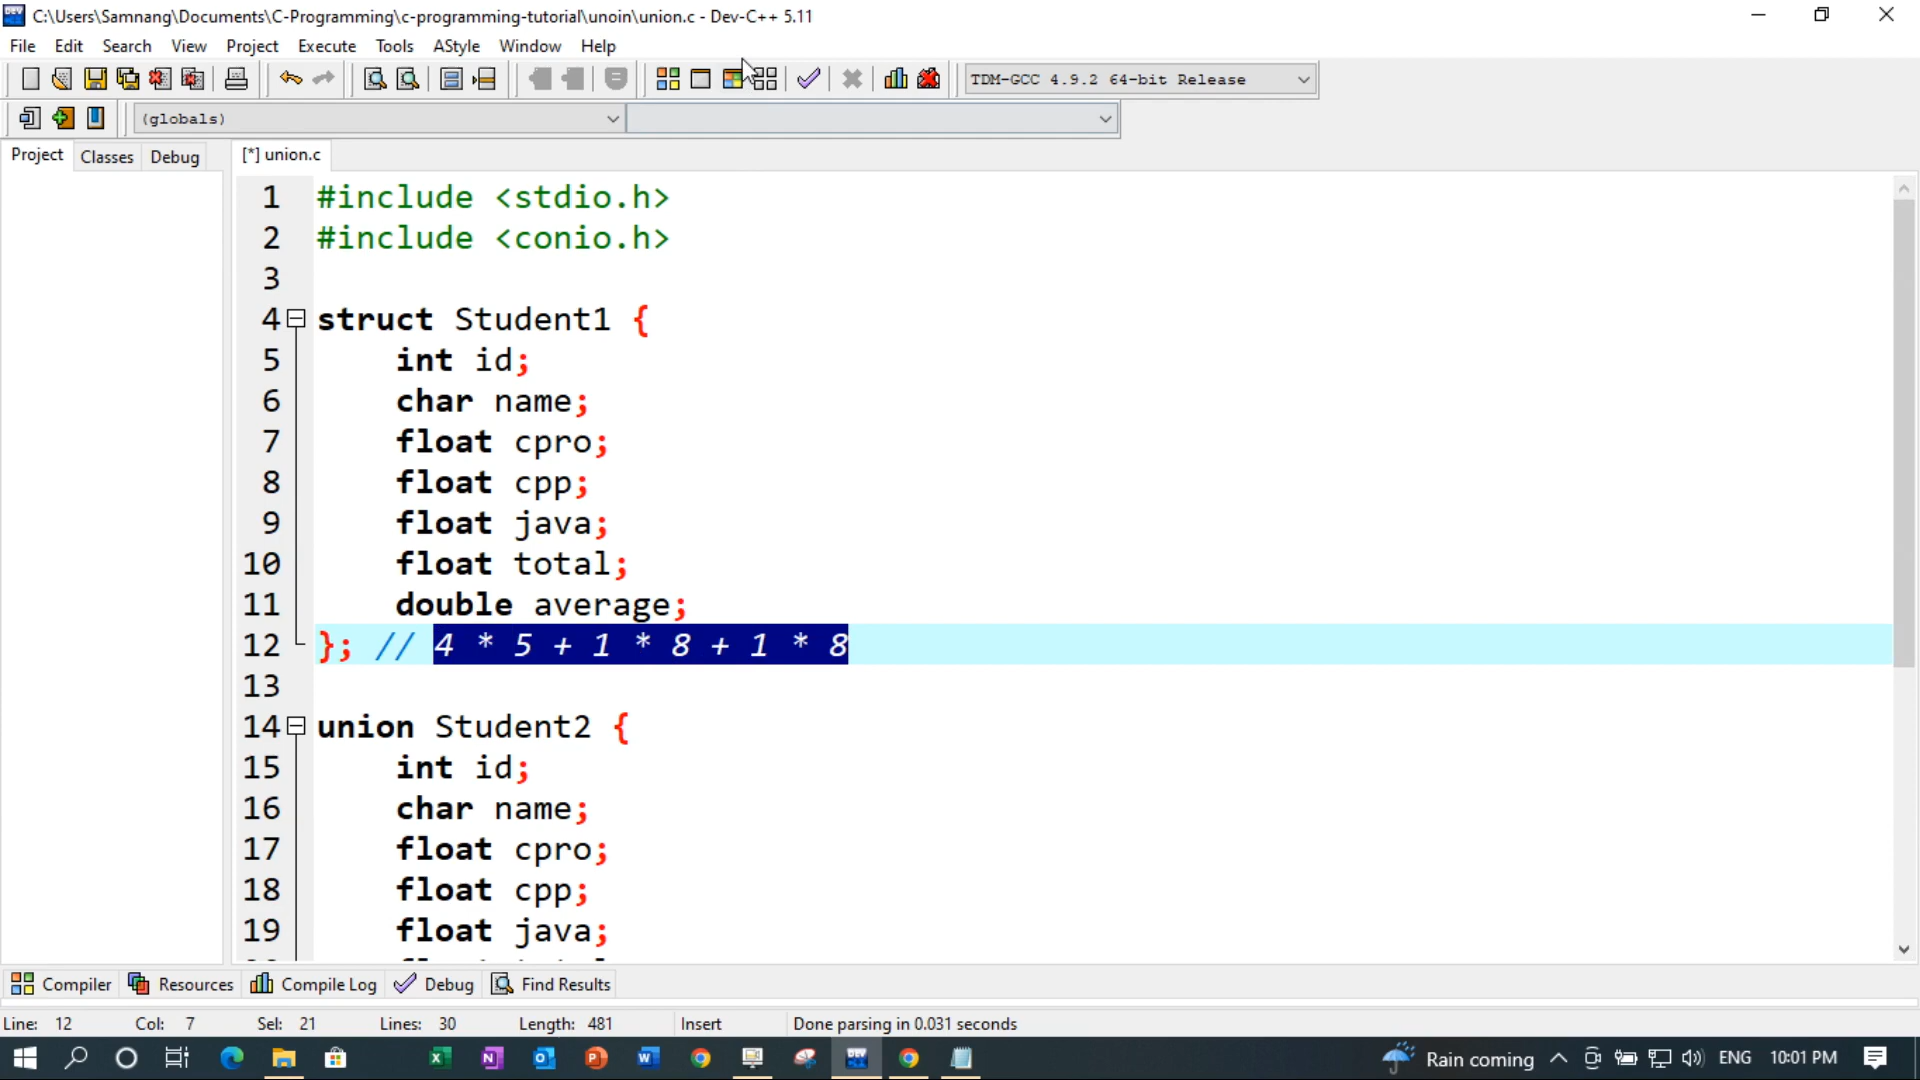 C:\Users\Samnang\Documents\C-Programming\c-programming-tutorial\unoin\union.c - Dev-C++ 5.11
File Edit Search View Project Execute Tools AStyle Window Help
TDM-GCC 4.9.2 64-bit Release
(globals)
Project Classes Debug [*] union.c
1 #include <stdio.h>
2 #include <conio.h>
3
4 struct Student1 {
5 int id;
6 char name;
7 float cpro;
8 float cpp;
9 float java;
10 float total;
11 double average;
12 }; // 4 * 5 + 1 * 8 + 1 * 8
13
14 union Student2 {
15 int id;
16 char name;
17 float cpro;
18 float cpp;
19 float java;
Compiler Resources Compile Log Debug Find Results
Line: 12 Col: 7 Sel: 21 Lines: 30 Length: 481 Insert Done parsing in 0.031 seconds
Rain coming ENG 10:01 PM